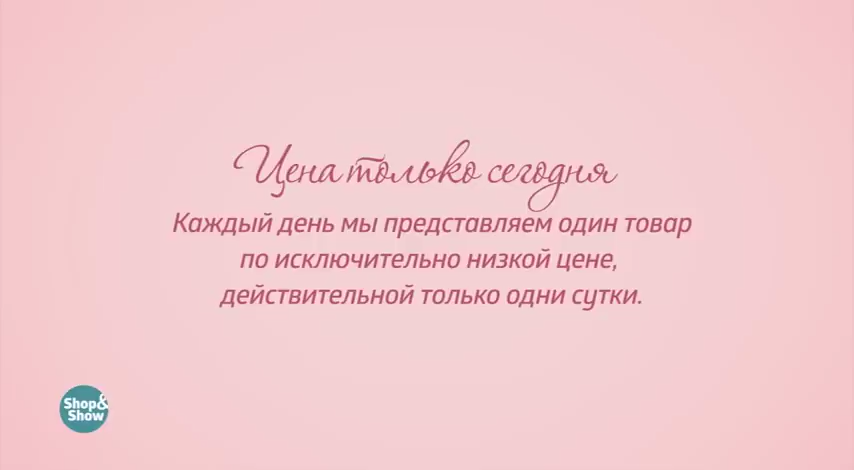 Цена только сегодня
Каждый день мы представляем один товар
по исключительно низкой цене,
действительной только одни сутки.
Shop&
Show